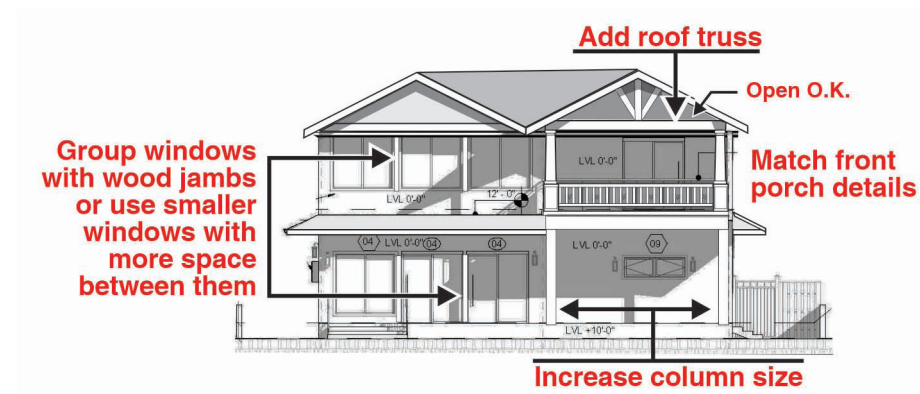 Add roof truss
Open O.K.
Group windows
with wood jambs
or use smaller
windows with
more space
between them
Match front
porch details
LVL 0'-0"
LVL 0'-0"
12' - 0"
04
LVL 0'-0"
04
04
LVL 0'-0"
09
LVL +10'-0"
Increase column size